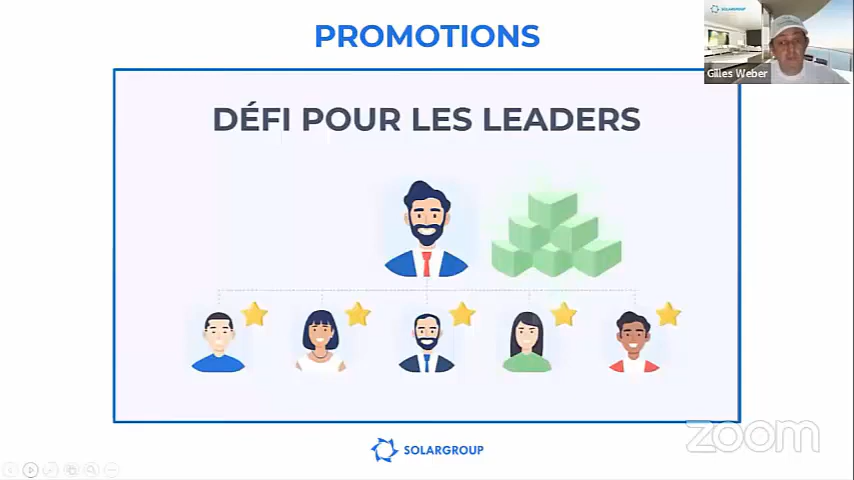 PROMOTIONS
SOLARGROUP
Gilles Weber
DÉFI POUR LES LEADERS
SOLARGROUP
zoom